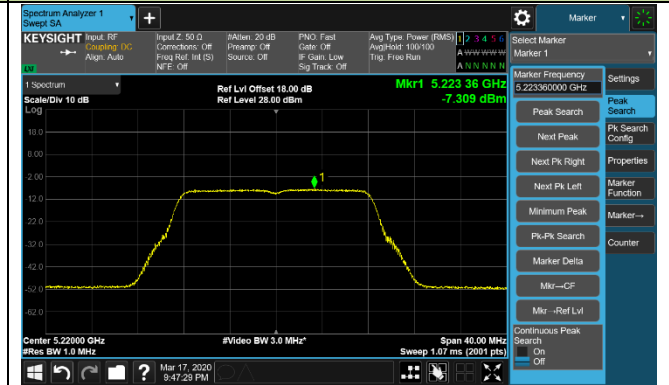 Spectrum Analyzer 1
Swept SA
Marker
KEYSIGHT Input: RF
Coupling: DC
Align: Auto
Input Z: 50 Ω
Corrections: Off
Freq Ref: Int (S)
NFE: Off
#Atten: 20 dB
Preamp: Off
Source: Off
PNO: Fast
Gate: Off
IF Gain: Low
Sig Track: Off
Avg Type: Power (RMS)
Avg|Hold: 100/100
Trig: Free Run
1 2 3 4 5 6
A W W W W W
A N N N N N
Select Marker
Marker 1
1 Spectrum
Scale/Div 10 dB
Log
Ref Lvl Offset 18.00 dB
Ref Level 28.00 dBm
Mkr1 5.223 36 GHz
-7.309 dBm
18.0
8.00
-2.00
-12.0
-22.0
-32.0
-42.0
-52.0
-62.0
1
Center 5.22000 GHz
#Res BW 1.0 MHz
#Video BW 3.0 MHz*
Span 40.00 MHz
Sweep 1.07 ms (2001 pts)
Marker Frequency
5.223360000 GHz
Peak Search
Next Peak
Next Pk Right
Next Pk Left
Minimum Peak
Pk-Pk Search
Marker Delta
Mkr→CF
Mkr→Ref Lvl
Continuous Peak
Search
On
Off
Settings
Peak
Search
Pk Search
Config
Properties
Marker
Function
Marker→
Counter
Mar 17, 2020
9:47:29 PM